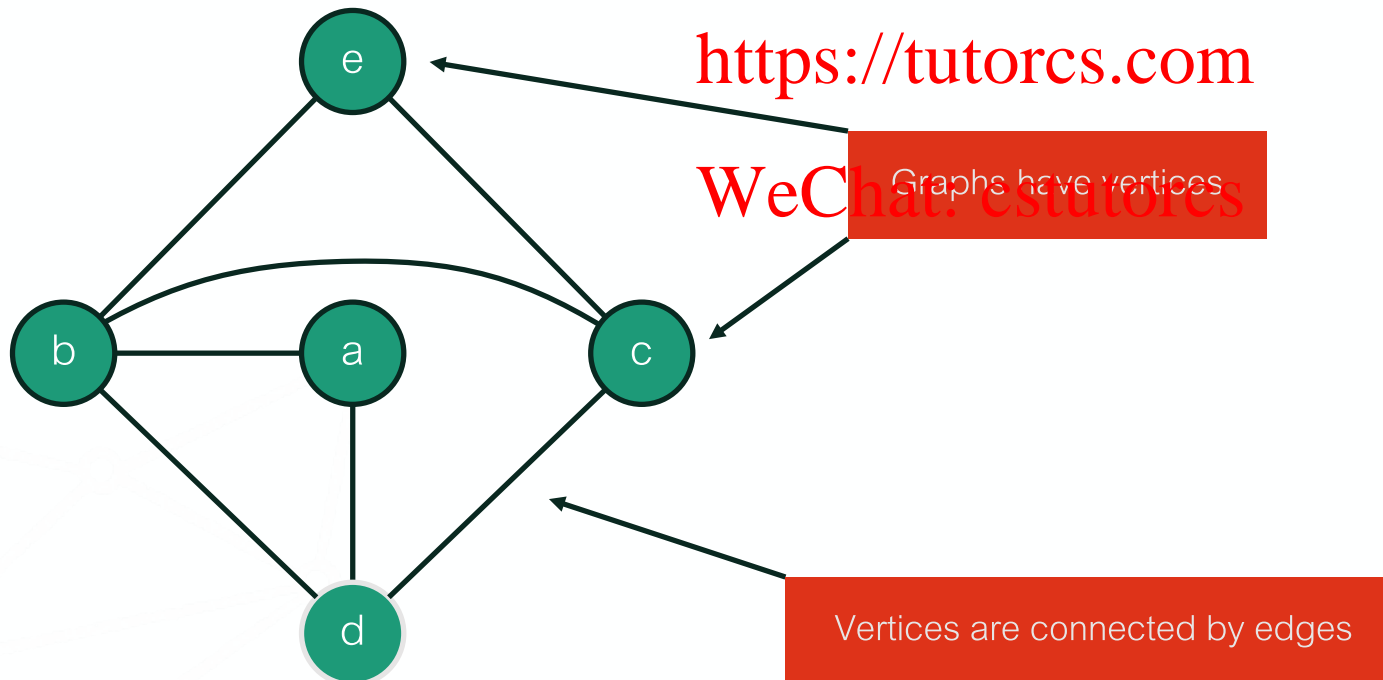 e
https://tutorcs.com
Graphs have vertices
WeChat: cstutorcs
b
a
c
d
Vertices are connected by edges